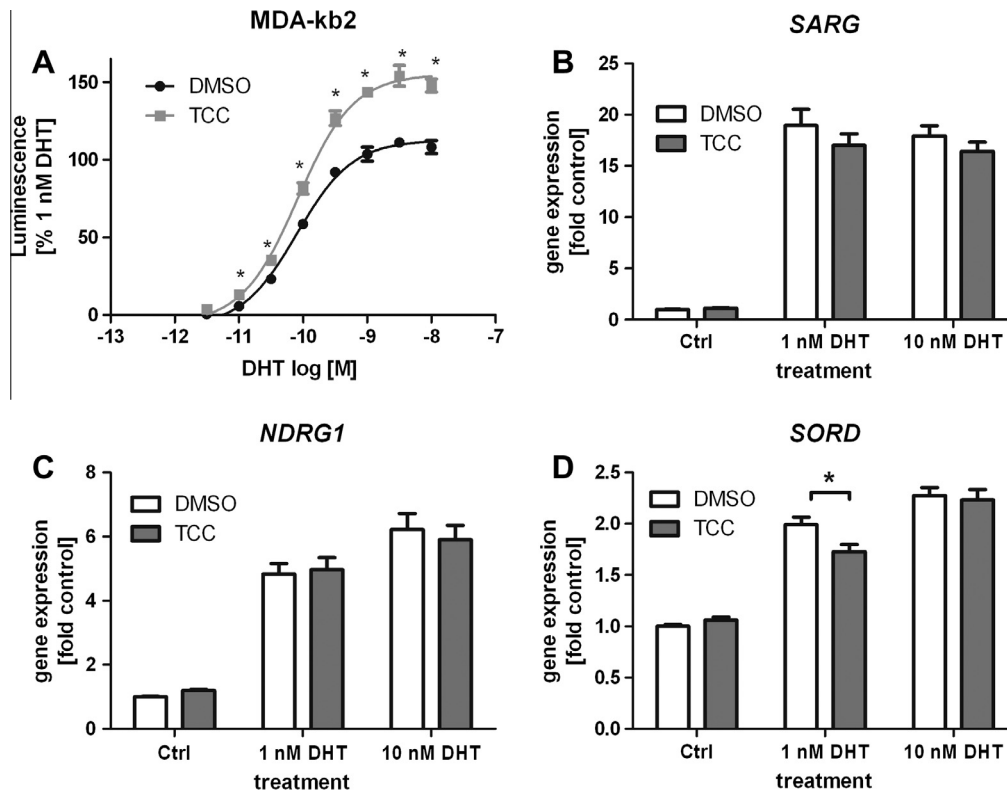 MDA-kb2
A
DMSO
TCC
* * * * * * *
Luminescence
[% 1 nM DHT]
150
100
50
0
-13 -12 -11 -10 -9 -8 -7
DHT log [M]
SARG
B
DMSO
TCC
gene expression
[fold control]
25
20
15
10
5
0
Ctrl 1 nM DHT 10 nM DHT
treatment
NDRG1
C
DMSO
TCC
gene expression
[fold control]
8
6
4
2
0
Ctrl 1 nM DHT 10 nM DHT
treatment
SORD
D
DMSO
TCC
*
gene expression
[fold control]
2.5
2.0
1.5
1.0
0.5
0.0
Ctrl 1 nM DHT 10 nM DHT
treatment